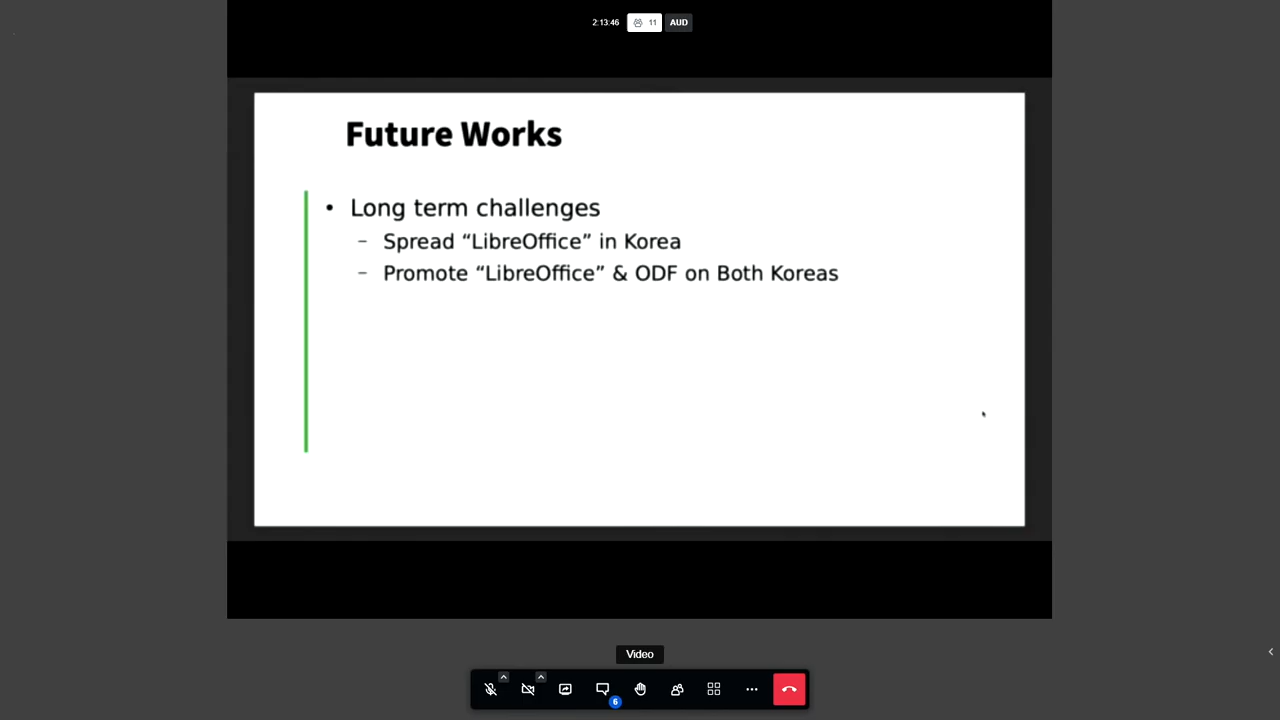 2:13:46 11 AUD
Future Works
• Long term challenges
– Spread “LibreOffice” in Korea
– Promote “LibreOffice” & ODF on Both Koreas
Video
6